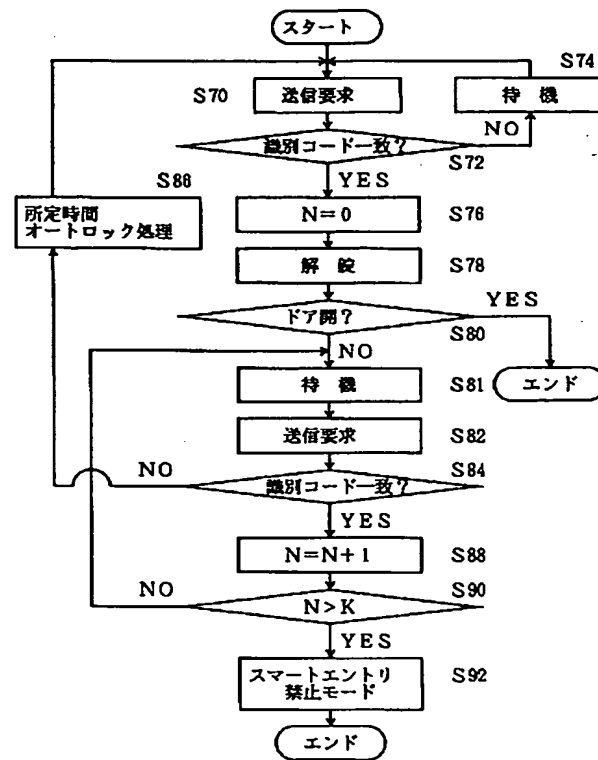 スタート
S74
S70
送信要求
待 機
識別コード一致?
NO
S72
S86
YES
所定時間
オートロック処理
N=0
S76
解 錠
S78
YES
ドア開?
S80
NO
待 機
S81
エンド
送信要求
S82
NO
S84
識別コード一致?
YES
N=N+1
S88
NO
S90
N>K
YES
スマートエントリ
禁止モード
S92
エンド